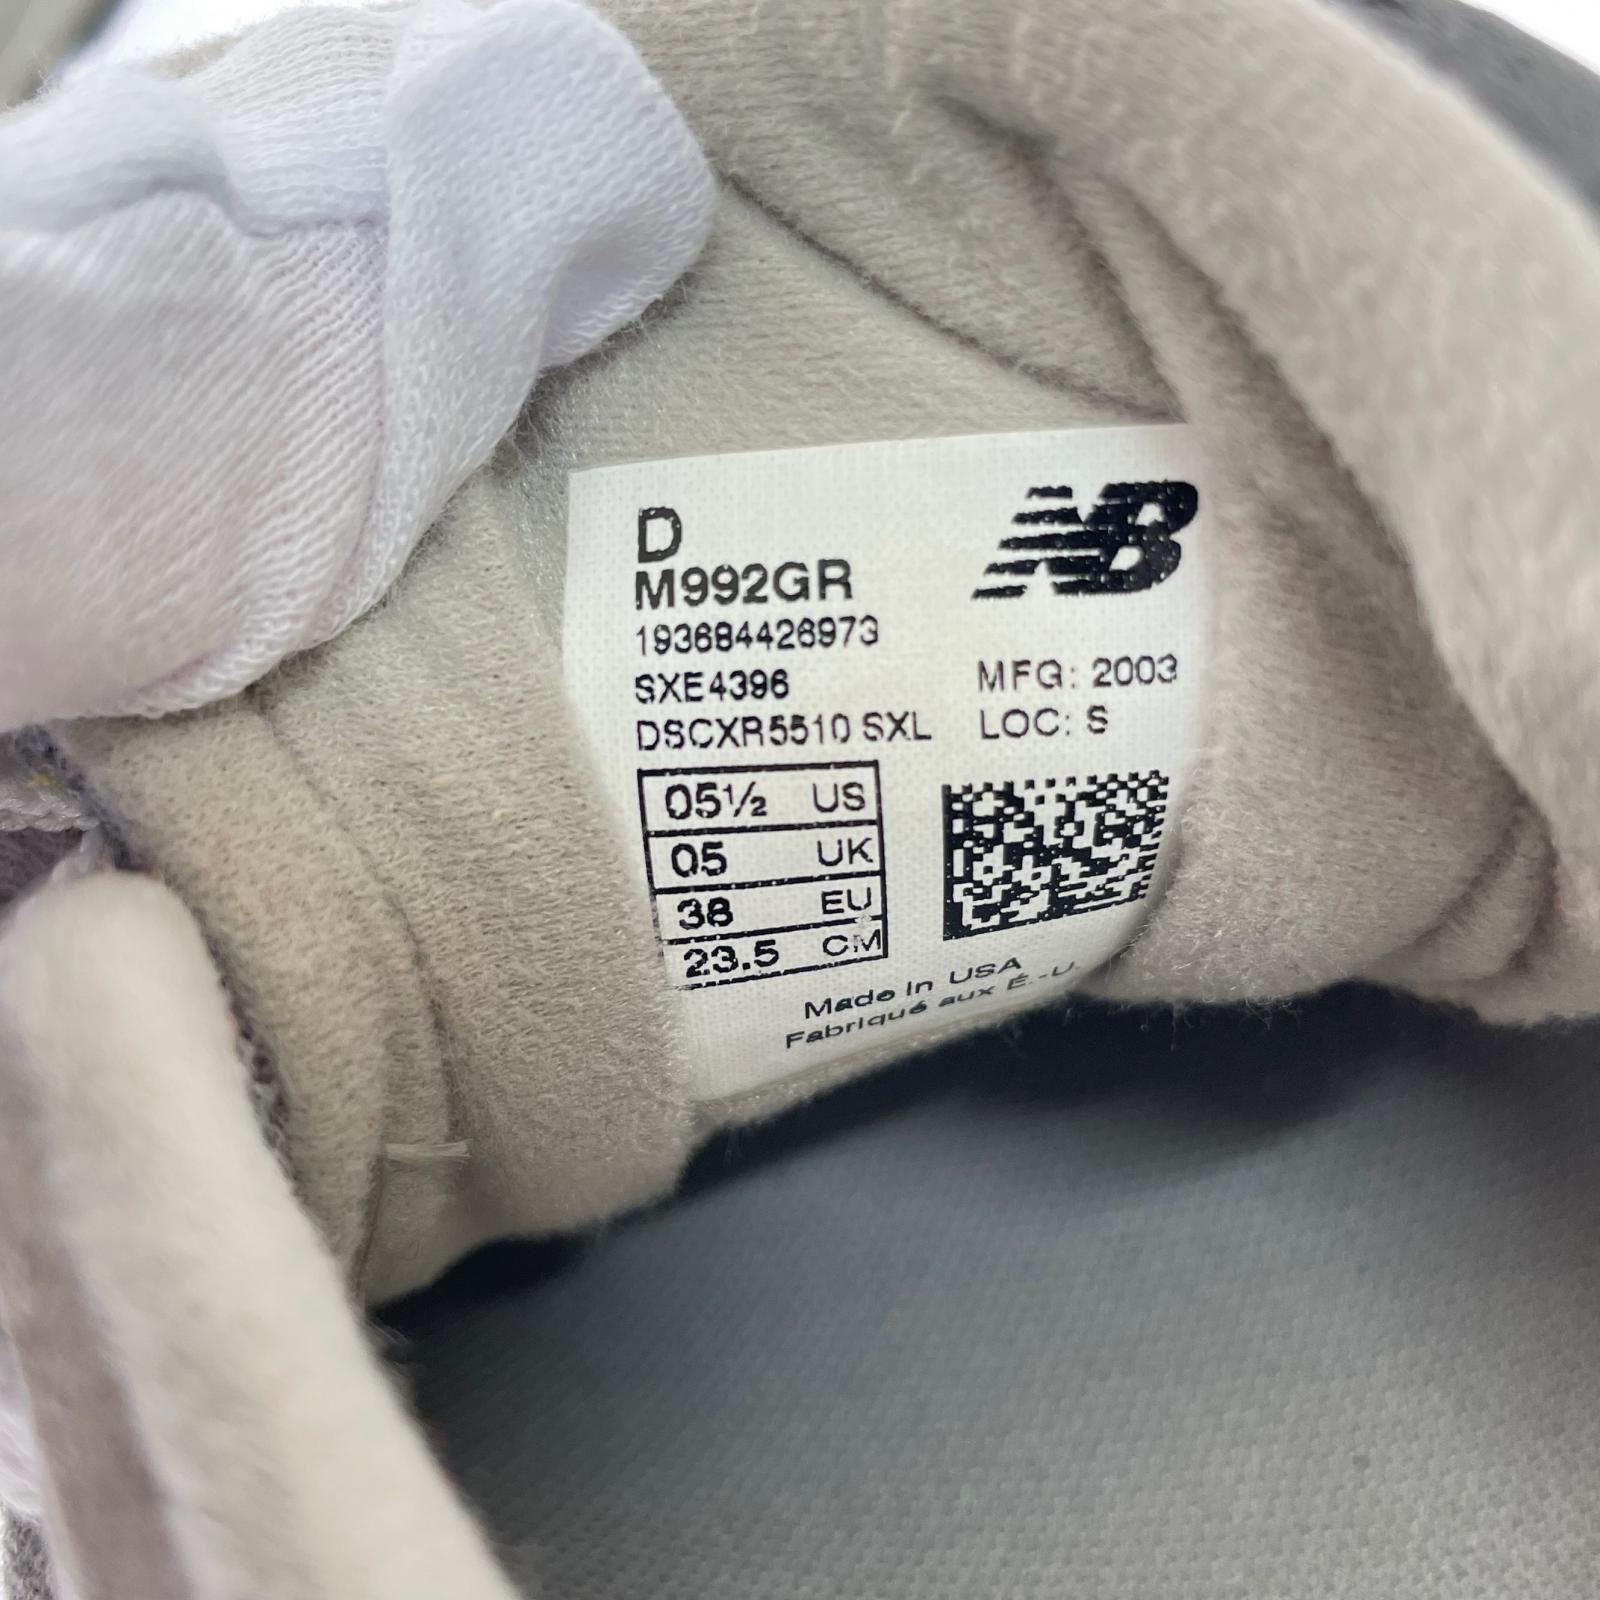 D
M992GR
NB
193684426973
SXE4396
MFG: 2003
DSCXR5510 SXL
LOC: S
05½ US
05 UK
38 EU
23.5 CM
Made in USA
Fabriqué aux É.-U.